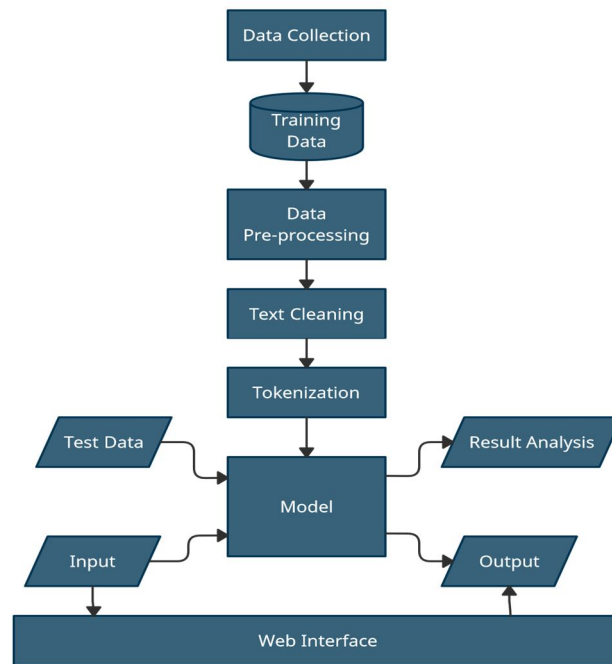 Data Collection
Training
Data
Data
Pre-processing
Text Cleaning
Tokenization
Test Data
Result Analysis
Model
Input
Output
Web Interface